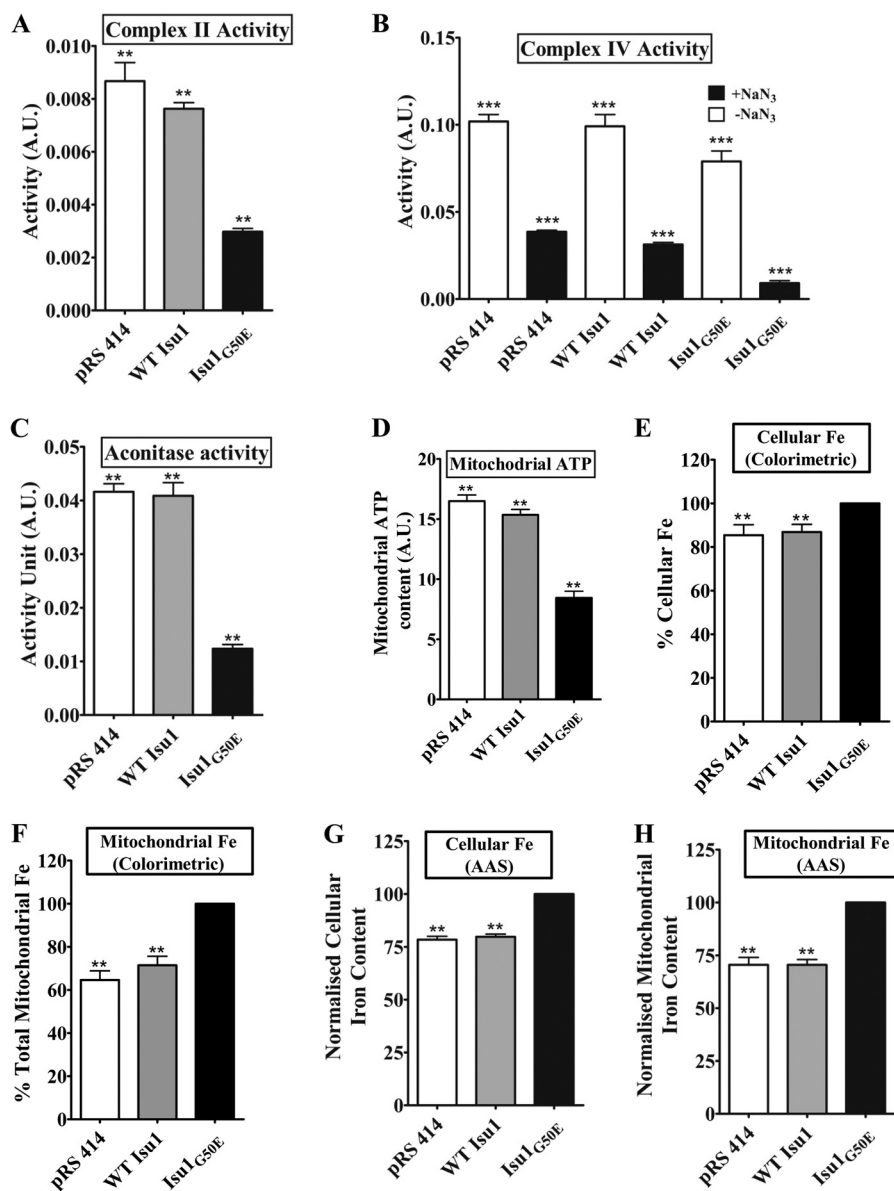 A
Complex II Activity
Activity (A.U.)
0.010
0.008
0.006
0.004
0.002
0.000
**
**
**
pRS 414
WT Isu1
Isu1G50E
B
Complex IV Activity
Activity (A.U.)
0.15
0.10
0.05
0.00
+NaN3
-NaN3
***
***
***
***
***
***
pRS 414
pRS 414
WT Isu1
WT Isu1
Isu1G50E
Isu1G50E
C
Aconitase activity
Activity Unit (A.U.)
0.05
0.04
0.03
0.02
0.01
0.00
**
**
**
pRS 414
WT Isu1
Isu1G50E
D
Mitochodrial ATP
Mitochondrial ATP
content (A.U.)
20
15
10
5
0
**
**
**
pRS 414
WT Isu1
Isu1G50E
E
Cellular Fe
(Colorimetric)
% Cellular Fe
120
100
80
60
40
20
0
**
**
pRS 414
WT Isu1
Isu1G50E
F
Mitochondrial Fe
(Colorimetric)
% Total Mitochondrial Fe
120
100
80
60
40
20
0
**
**
pRS 414
WT Isu1
Isu1G50E
G
Cellular Fe
(AAS)
Normalised Cellular
Iron Content
125
100
75
50
25
0
**
**
pRS 414
WT Isu1
Isu1G50E
H
Mitochondrial Fe
(AAS)
Normalised Mitochondrial
Iron Content
125
100
75
50
25
0
**
**
pRS 414
WT Isu1
Isu1G50E